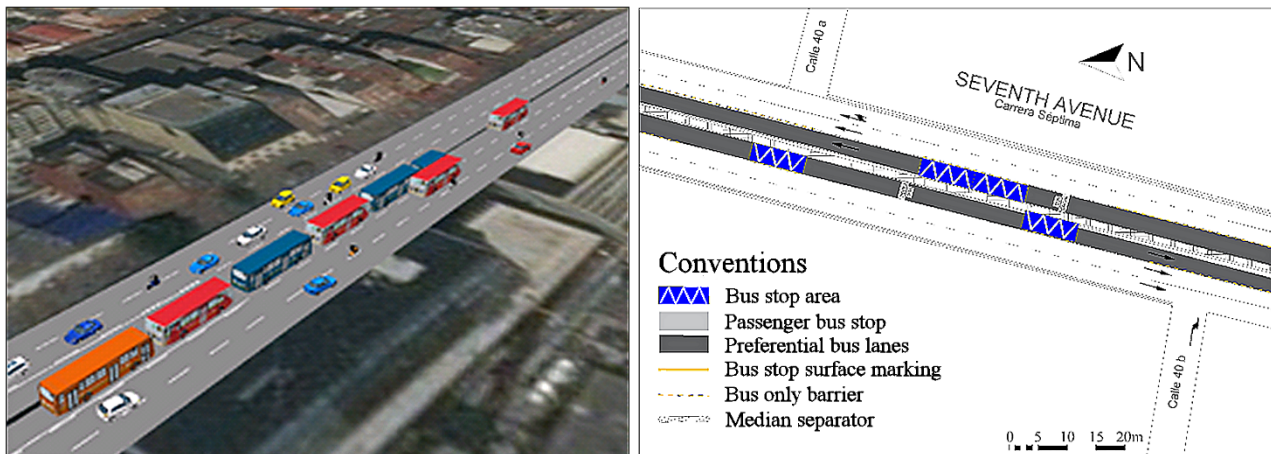 Calle 40 a
N
SEVENTH AVENUE
Carrera Séptima
Conventions
Bus stop area
Passenger bus stop
Preferential bus lanes
Bus stop surface marking
Bus only barrier
Median separator
Calle 40 b
0 5 10 15 20m